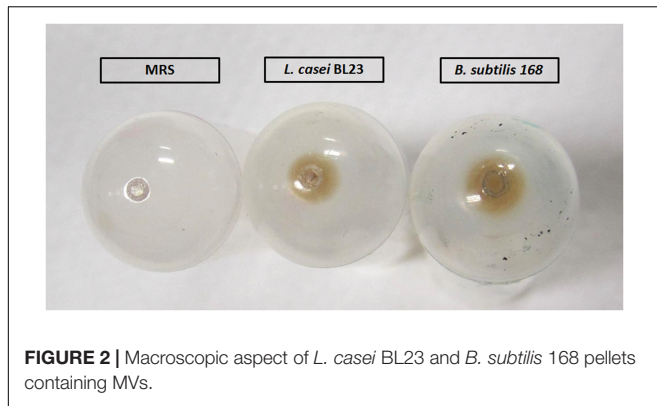 MRS
L. casei BL23
B. subtilis 168
FIGURE 2 | Macroscopic aspect of L. casei BL23 and B. subtilis 168 pellets
containing MVs.